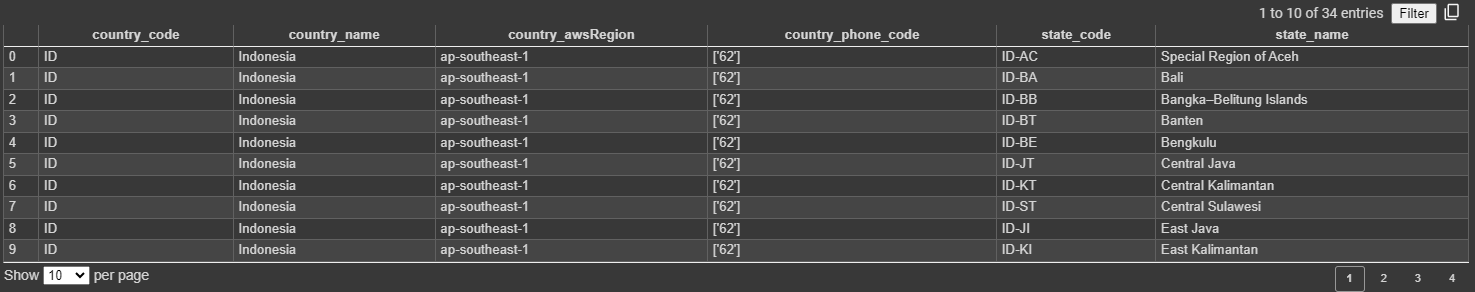 1 to 10 of 34 entries Filter
country_code country_name country_awsRegion country_phone_code state_code state_name
0 ID Indonesia ap-southeast-1 ['62'] ID-AC Special Region of Aceh
1 ID Indonesia ap-southeast-1 ['62'] ID-BA Bali
2 ID Indonesia ap-southeast-1 ['62'] ID-BB Bangka–Belitung Islands
3 ID Indonesia ap-southeast-1 ['62'] ID-BT Banten
4 ID Indonesia ap-southeast-1 ['62'] ID-BE Bengkulu
5 ID Indonesia ap-southeast-1 ['62'] ID-JT Central Java
6 ID Indonesia ap-southeast-1 ['62'] ID-KT Central Kalimantan
7 ID Indonesia ap-southeast-1 ['62'] ID-ST Central Sulawesi
8 ID Indonesia ap-southeast-1 ['62'] ID-JI East Java
9 ID Indonesia ap-southeast-1 ['62'] ID-KI East Kalimantan
Show 10 per page 1 2 3 4